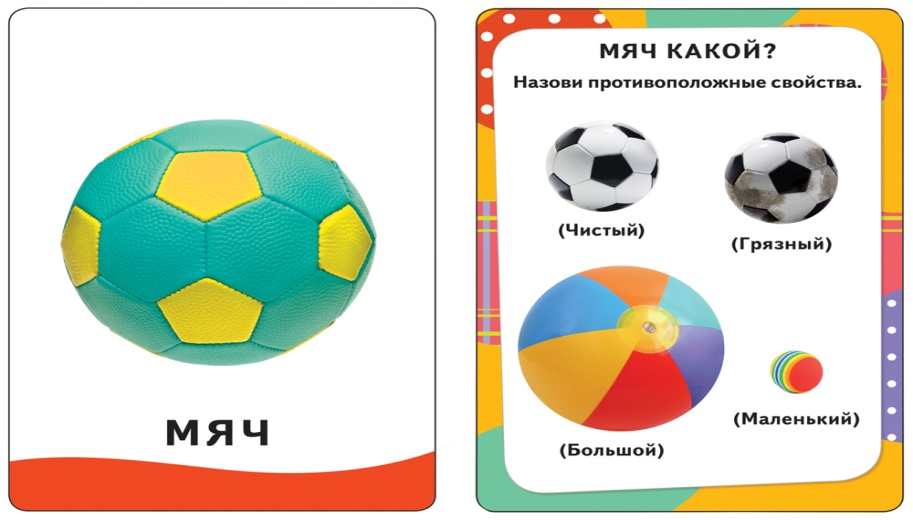 МЯЧ
МЯЧ КАКОЙ?
Назови противоположные свойства.
(Чистый)
(Грязный)
(Большой)
(Маленький)